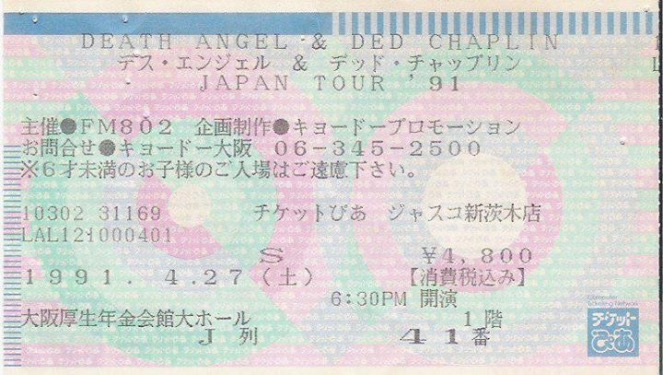 DEATH ANGEL & DED CHAPLIN
デス・エンジェル & デッド・チャップリン
JAPAN TOUR '91
主催●FM802 企画制作●キョードープロモーション
お問合せ●キョードー大阪 06-345-2500
※6才未満のお子様のご入場はご遠慮下さい。
10302 31169 チケットぴあ ジャスコ新茨木店
LAL121000401
S ¥4,800
1991. 4.27(土) 【消費税込み】
6:30PM 開演
大阪厚生年金会館大ホール 1階
J列 41番
チケットぴあ